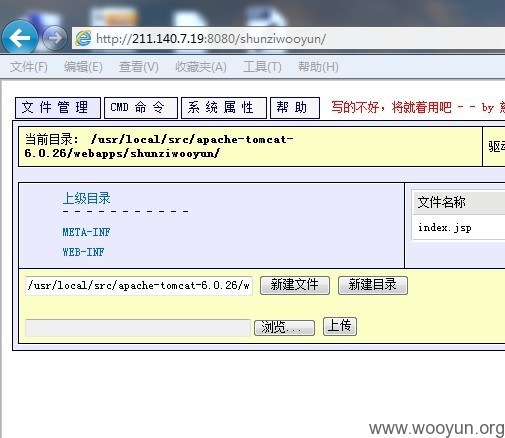 http://211.140.7.19:8080/shunziwooyun/
文件(F) 编辑(E) 查看(V) 收藏夹(A) 工具(T) 帮助(H)
文件管理 CMD命令 系统属性 帮助 写的不好，将就着用吧 - - by
当前目录: /usr/local/src/apache-tomcat-
6.0.26/webapps/shunziwooyun/
上级目录
- - - - - - - - - - -
META-INF
WEB-INF
文件名称
index.jsp
/usr/local/src/apache-tomcat-6.0.26/w 新建文件 新建目录
浏览... 上传
www.wooyun.org